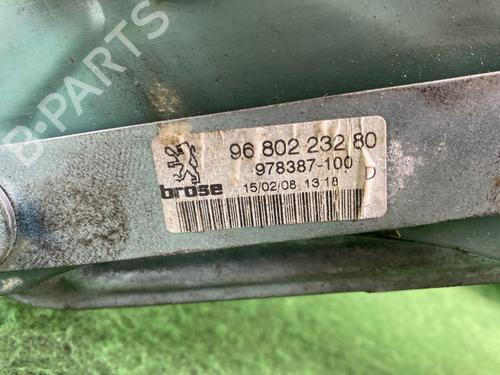 B-PARTS
96 802 232 80
978387-100
brose
15/02/08 13:18
D